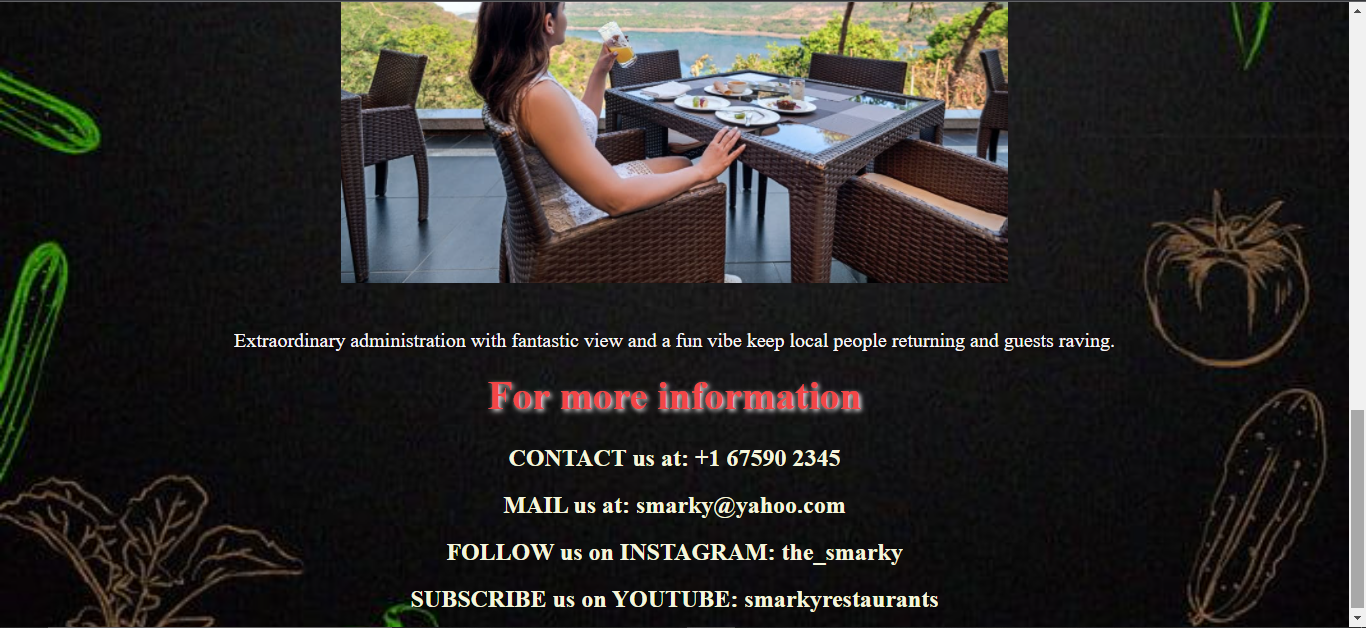 Extraordinary administration with fantastic view and a fun vibe keep local people returning and guests raving.
For more information
CONTACT us at: +1 67590 2345
MAIL us at: smarky@yahoo.com
FOLLOW us on INSTAGRAM: the_smarky
SUBSCRIBE us on YOUTUBE: smarkyrestaurants